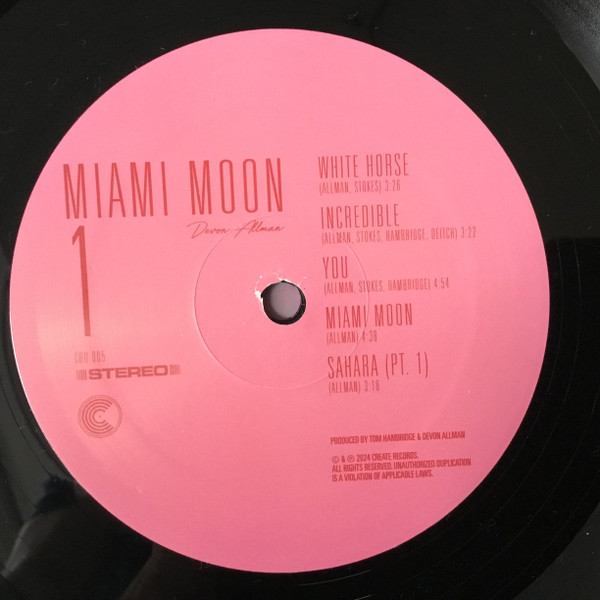 MIAMI MOON
Devon Allman
1
STEREO
WHITE HORSE
(ALLMAN, STOKES) 3:26
INCREDIBLE
(ALLMAN, STOKES, HAMBRIDGE, DEITCH) 3:22
YOU
(ALLMAN, STOKES, HAMBRIDGE) 4:54
MIAMI MOON
(ALLMAN) 4:36
SAHARA (PT. 1)
(ALLMAN) 3:16
PRODUCED BY TOM HAMBRIDGE & DEVON ALLMAN
© & ℗ 2024 CREATE RECORDS.
ALL RIGHTS RESERVED. UNAUTHORIZED DUPLICATION
IS A VIOLATION OF APPLICABLE LAWS.